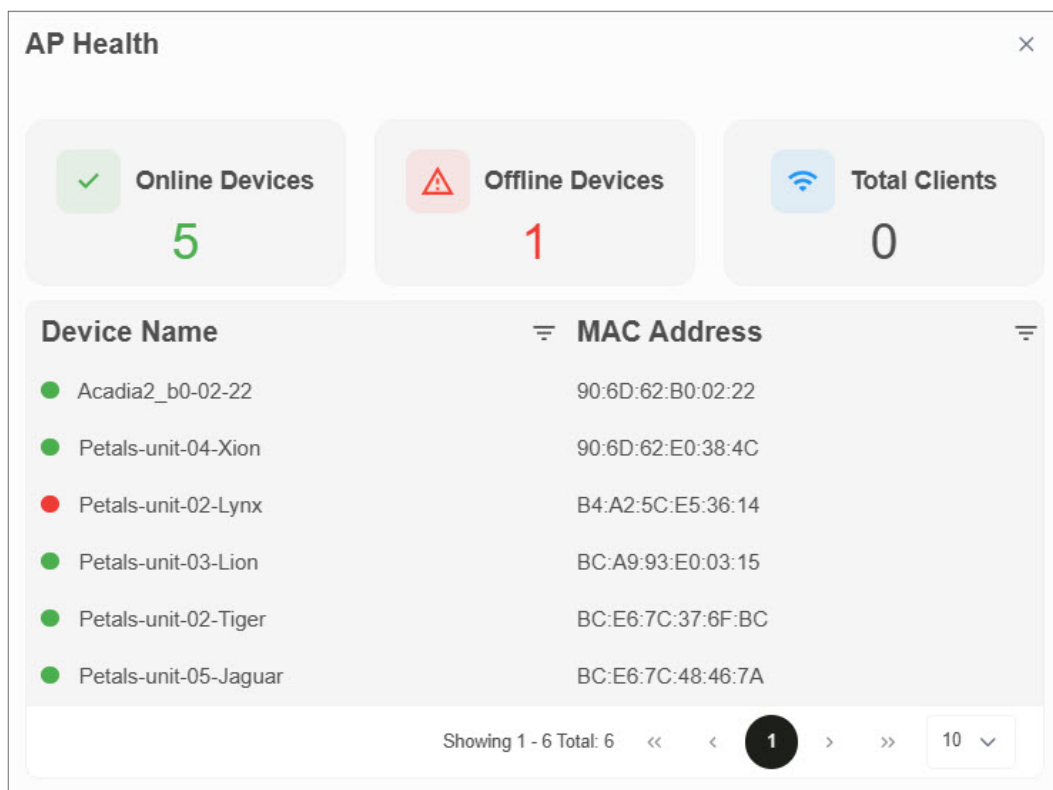 AP Health
Online Devices
5
Offline Devices
1
Total Clients
0
Device Name MAC Address
Acadia2_b0-02-22 90:6D:62:B0:02:22
Petals-unit-04-Xion 90:6D:62:E0:38:4C
Petals-unit-02-Lynx B4:A2:5C:E5:36:14
Petals-unit-03-Lion BC:A9:93:E0:03:15
Petals-unit-02-Tiger BC:E6:7C:37:6F:BC
Petals-unit-05-Jaguar BC:E6:7C:48:46:7A
Showing 1 - 6 Total: 6 << < 1 > >> 10